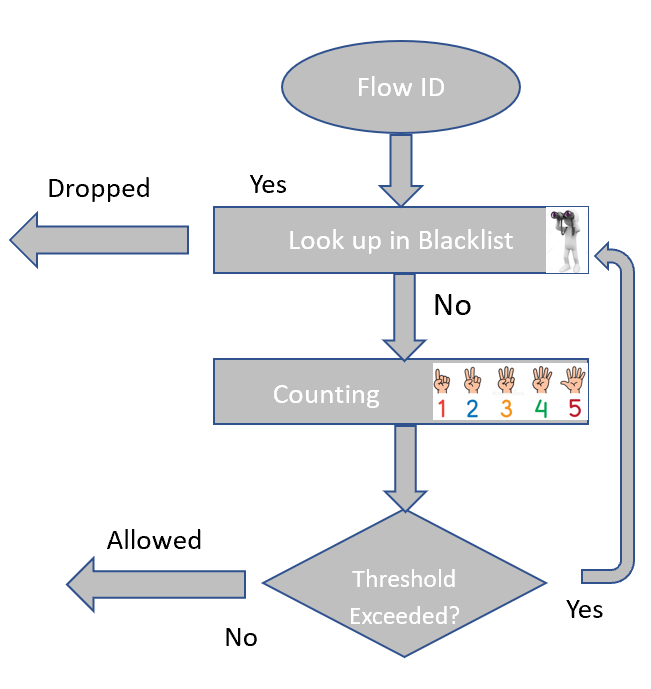 Flow ID
Dropped
Yes
Look up in Blacklist
No
Counting
1 2 3 4 5
Allowed
Threshold
Exceeded?
Yes
No